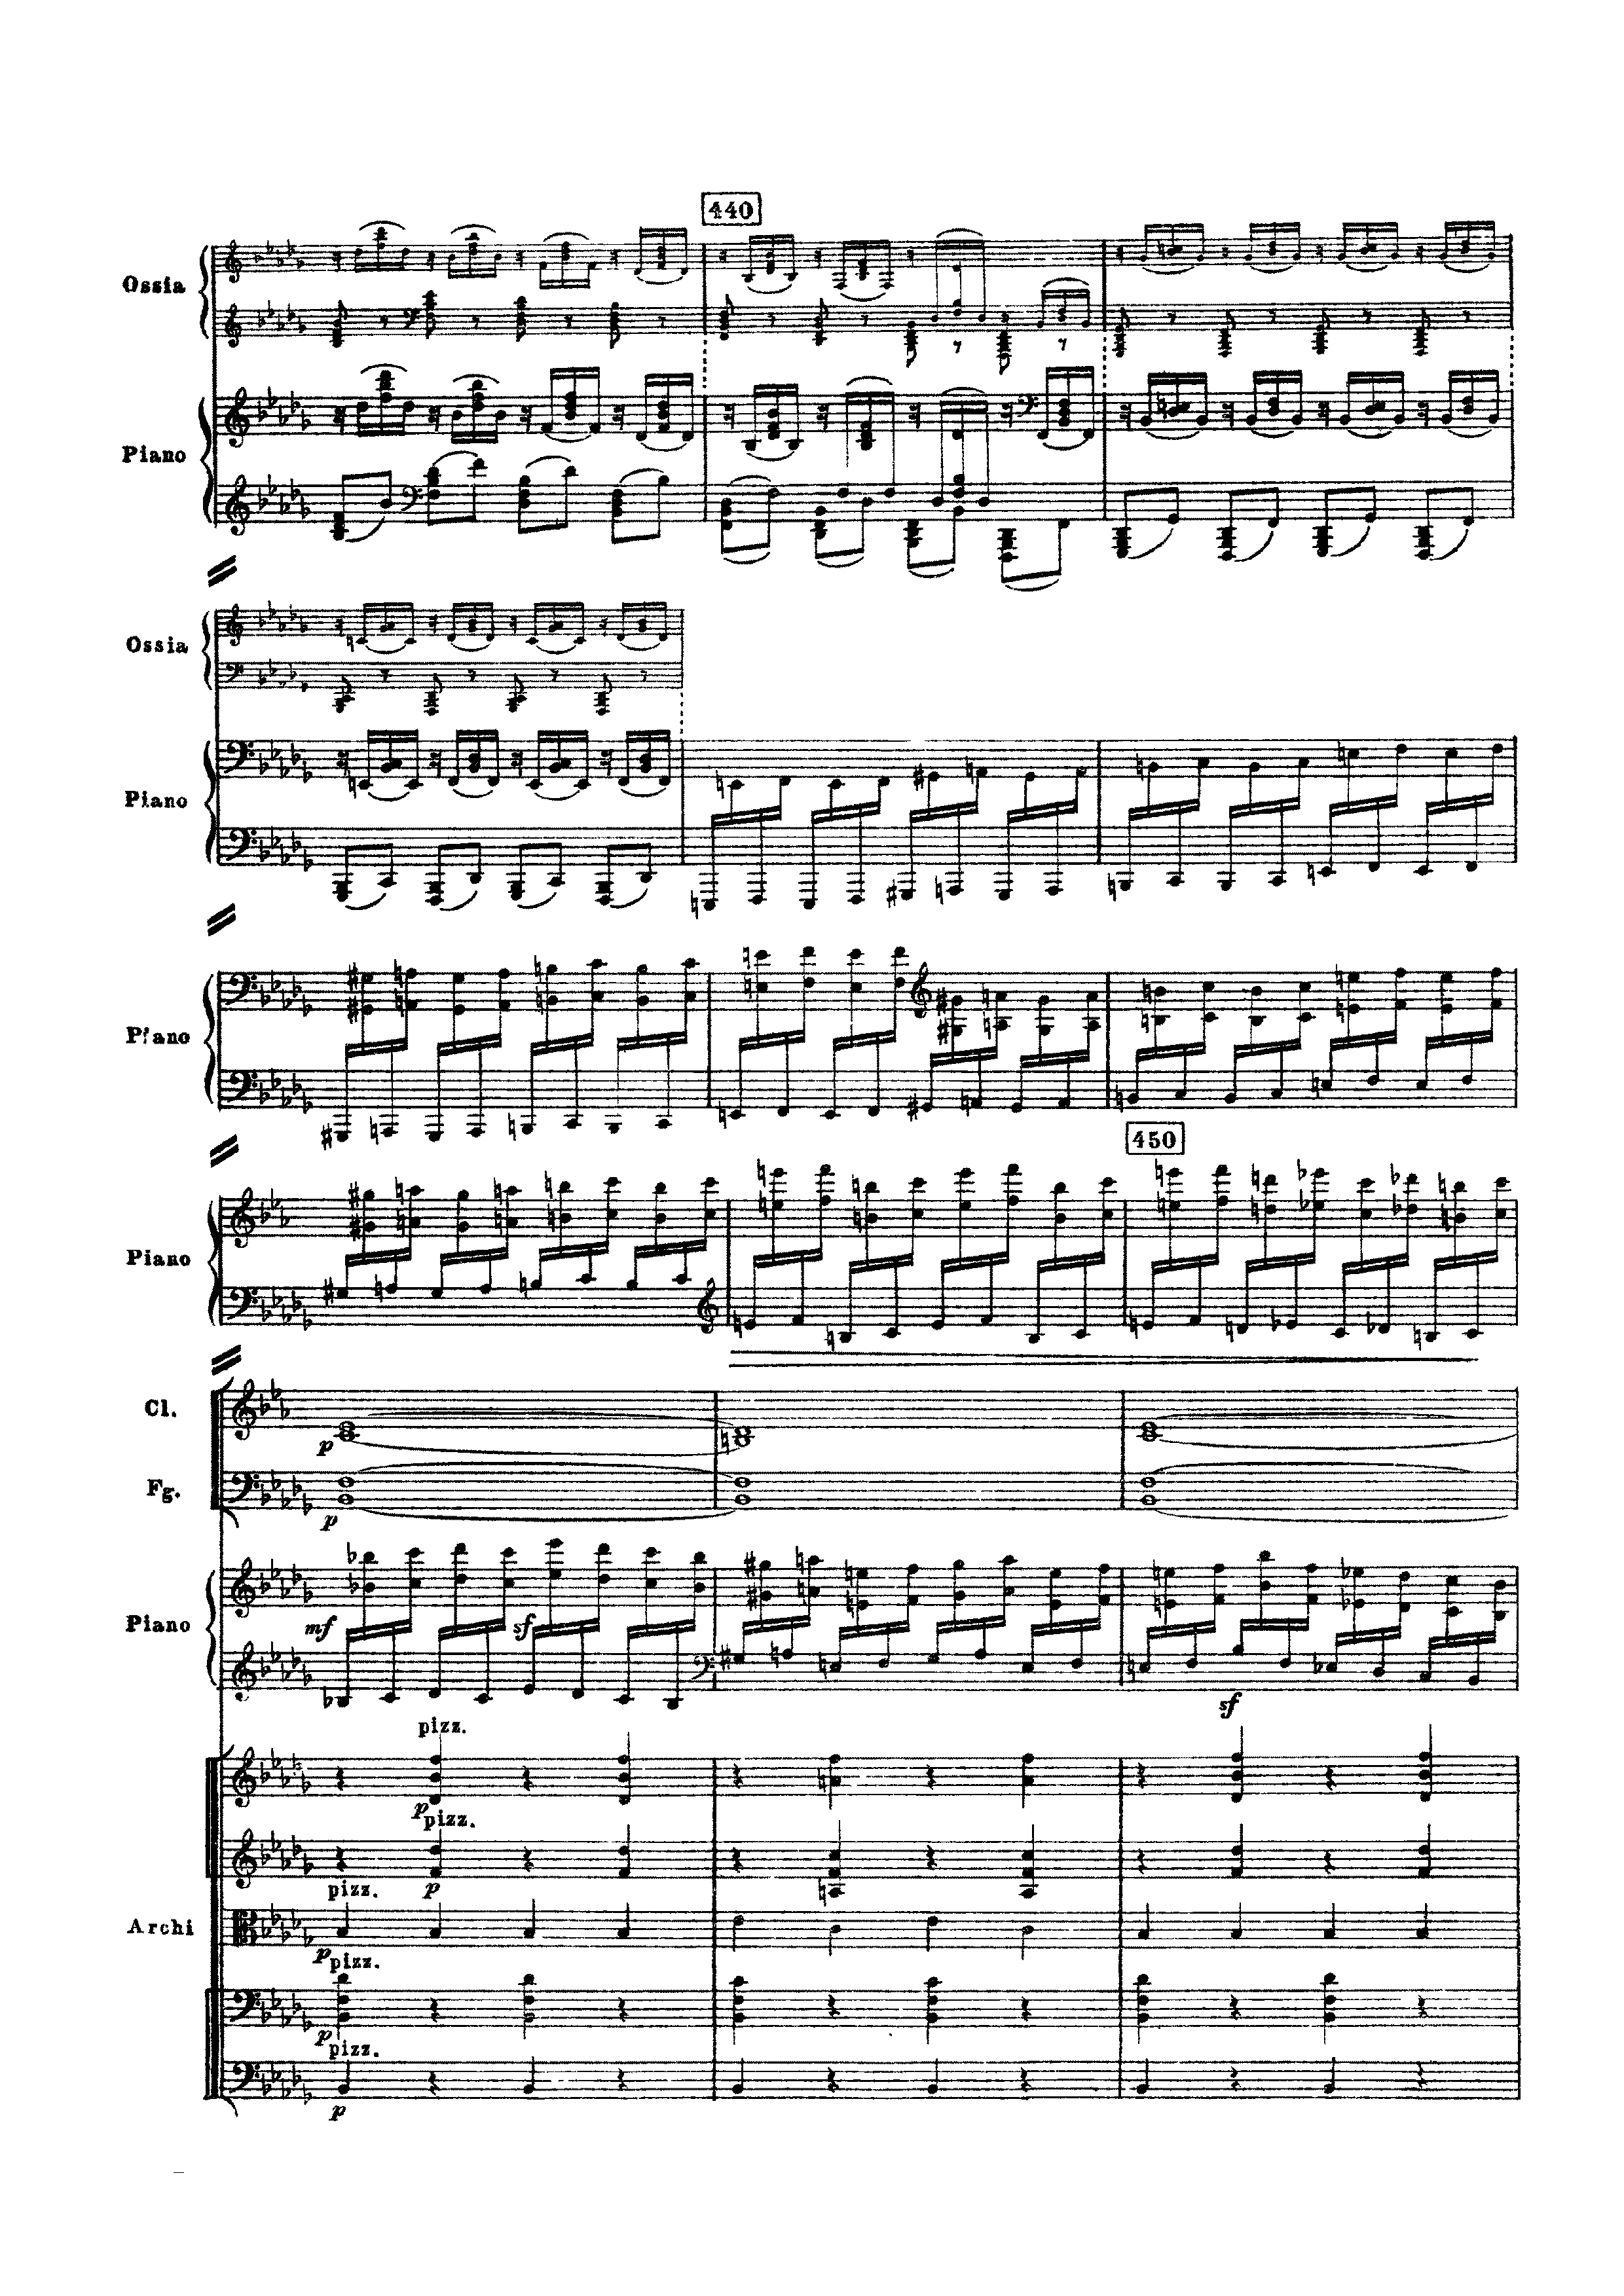 440
Ossia
Piano
Ossia
Piano
Piano
450
Piano
Cl.
p
Fg.
p
Piano
mf
sf
sf
pizz.
p
pizz.
p
pizz.
Archi
p
pizz.
p
pizz.
p